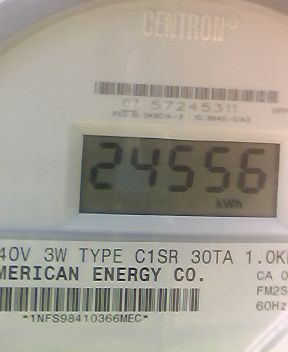 CENTRON®
07 57245311
24556
kWh
40V 3W TYPE C1SR 30TA 1.0K
MERICAN ENERGY CO.
CA 0
FM2S
60Hz
*1NFS98410366MEC*